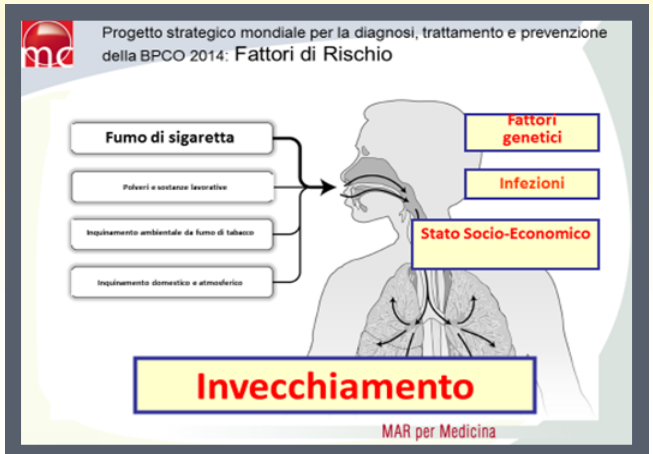 Progetto strategico mondiale per la diagnosi, trattamento e prevenzione
della BPCO 2014: Fattori di Rischio
me
Fumo di sigaretta
Polveri e sostanze lavorative
Inquinamento ambientale da fumo di tabacco
Inquinamento domestico e atmosferico
Fattori
genetici
Infezioni
Stato Socio-Economico
Invecchiamento
MAR per Medicina